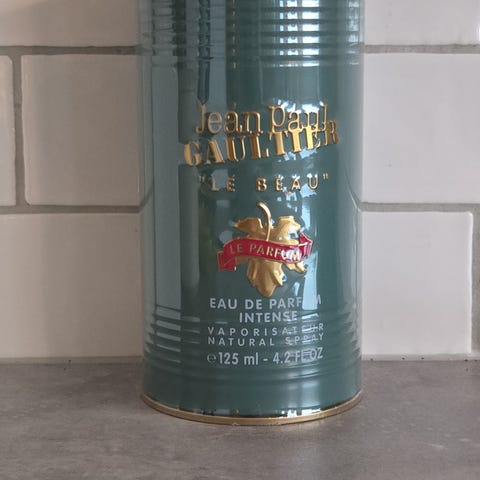 Jean Paul
GAULTIER
"LE BEAU"
LE PARFUM
EAU DE PARFUM
INTENSE
VAPORISATEUR
NATURAL SPRAY
℮125 ml - 4.2 FL OZ